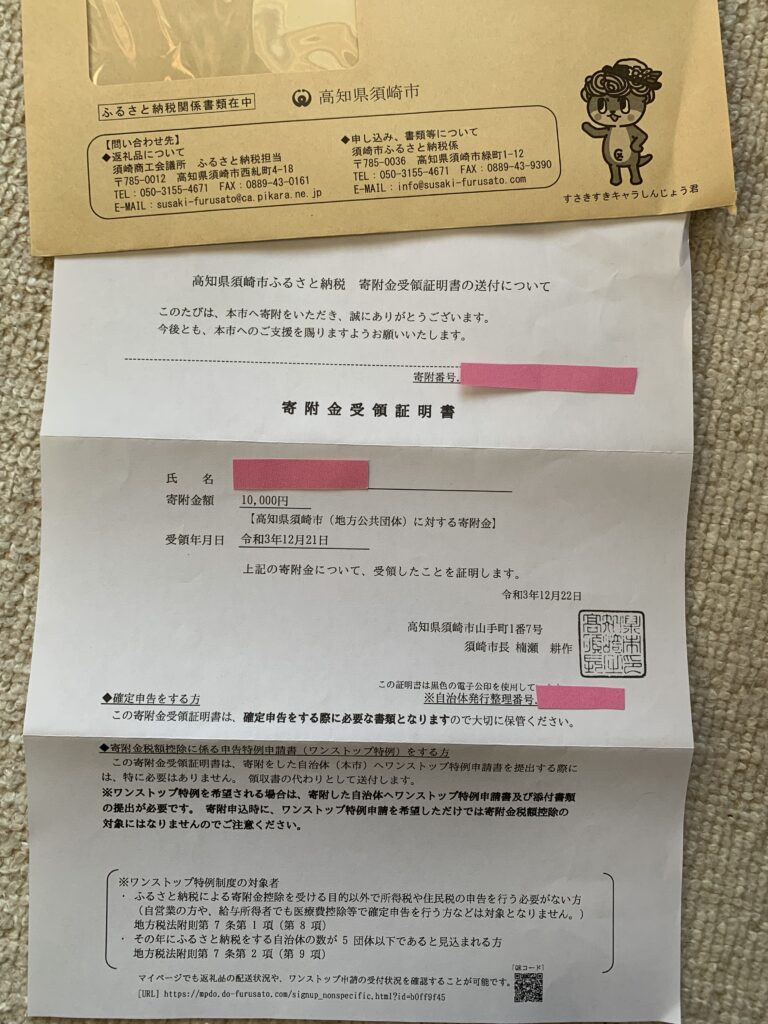 ふるさと納税関係書類在中
高知県須崎市
【問い合わせ先】
◆返礼品について
須崎商工会議所 ふるさと納税担当
〒785-0012 高知県須崎市西糺町4-18
TEL:050-3155-4671 FAX:0889-43-0161
E-MAIL:susaki-furusato@ca.pikara.ne.jp
◆申し込み、書類等について
須崎市ふるさと納税係
〒785-0036 高知県須崎市緑町1-12
TEL:050-3155-4671 FAX:0889-43-9390
E-MAIL:info@susaki-furusato.com
すさきすきキャラしんじょう君
高知県須崎市ふるさと納税 寄附金受領証明書の送付について
このたびは、本市へ寄附をいただき、誠にありがとうございます。
今後とも、本市へのご支援を賜りますようお願いいたします。
寄附番号.
寄附金受領証明書
氏 名
寄附金額 10,000円
【高知県須崎市（地方公共団体）に対する寄附金】
受領年月日 令和3年12月21日
上記の寄附金について、受領したことを証明します。
令和3年12月22日
高知県須崎市山手町1番7号
須崎市長 楠瀬 耕作
この証明書は黒色の電子公印を使用して
※自治体発行整理番号.
◆確定申告をする方
この寄附金受領証明書は、確定申告をする際に必要な書類となりますので大切に保管ください。
◆寄附金税額控除に係る申告特例申請書（ワンストップ特例）をする方
この寄附金受領証明書は、寄附をした自治体（本市）へワンストップ特例申請書を提出する際に
は、特に必要はありません。 領収書の代わりとして送付します。
※ワンストップ特例を希望される場合は、寄附した自治体へワンストップ特例申請書及び添付書類
の提出が必要です。 寄附申込時に、ワンストップ特例申請を希望しただけでは寄附金税額控除の
対象にはなりませんのでご注意ください。
※ワンストップ特例制度の対象者
・ ふるさと納税による寄附金控除を受ける目的以外で所得税や住民税の申告を行う必要がない方
（自営業の方や、給与所得者でも医療費控除等で確定申告を行う方などは対象となりません。）
地方税法附則第 7 条第 1 項（第 8 項）
・ その年にふるさと納税をする自治体の数が 5 団体以下であると見込まれる方
地方税法附則第 7 条第 2 項（第 9 項）
マイページでも返礼品の配送状況や、ワンストップ申請の受付状況を確認することが可能です。
[QRコード]
[URL] https://mpdo.do-furusato.com/signup_nonspecific.html?id=b0ff9f45